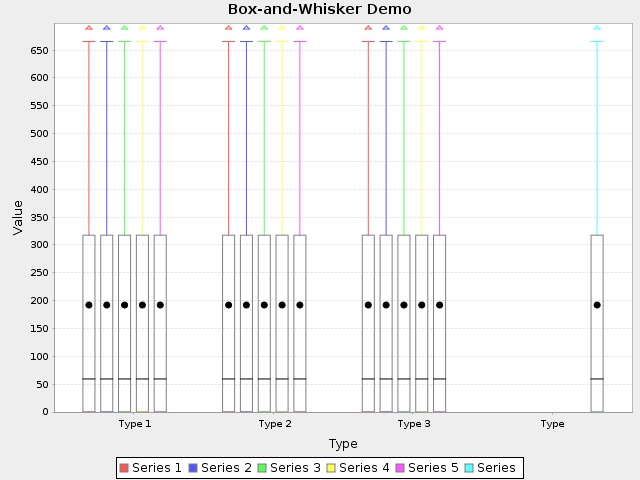 Box-and-Whisker Demo
650
600
550
500
450
400
350
300
250
200
150
100
50
0
Value
Type 1 Type 2 Type 3 Type
Type
Series 1 Series 2 Series 3 Series 4 Series 5 Series